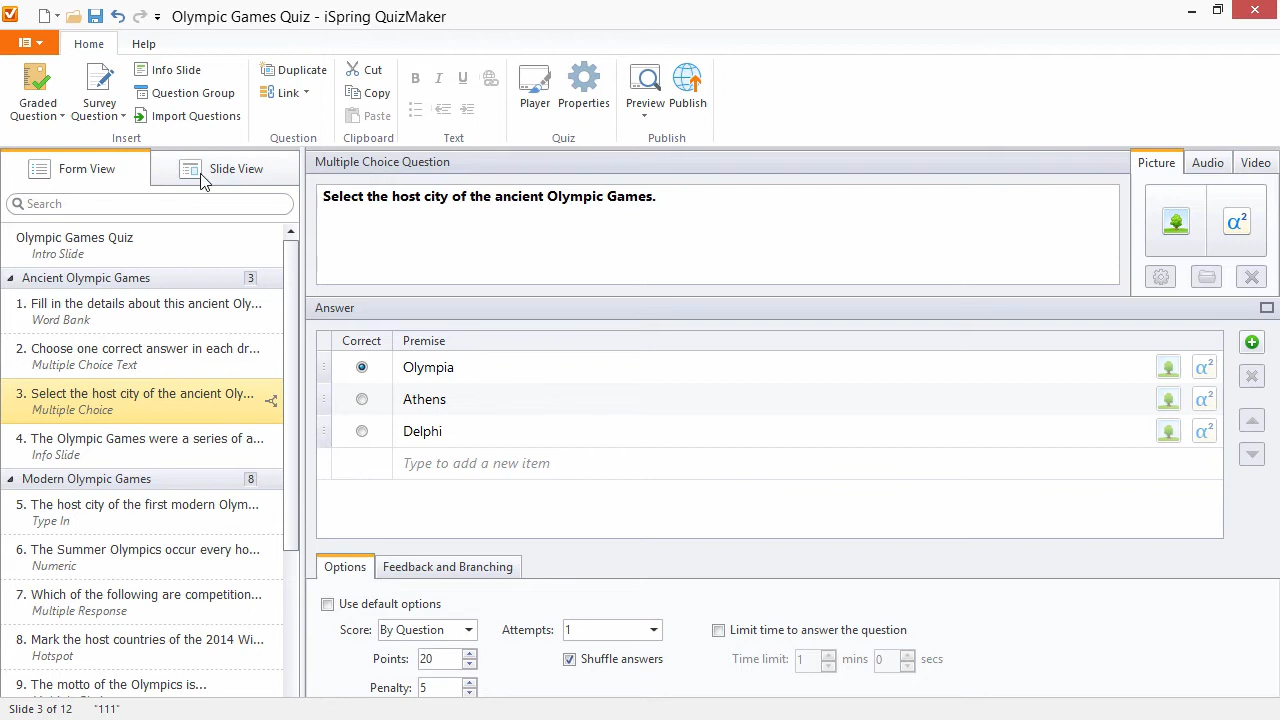 Olympic Games Quiz - iSpring QuizMaker
Home
Help
Graded Question
Survey Question
Info Slide
Question Group
Import Questions
Insert
Duplicate
Link
Question
Cut
Copy
Paste
Clipboard
B I U
Text
Player
Properties
Quiz
Preview
Publish
Publish
Form View
Slide View
Search
Olympic Games Quiz
Intro Slide
Ancient Olympic Games 3
1. Fill in the details about this ancient Oly...
Word Bank
2. Choose one correct answer in each dr...
Multiple Choice Text
3. Select the host city of the ancient Oly...
Multiple Choice
4. The Olympic Games were a series of a...
Info Slide
Modern Olympic Games 8
5. The host city of the first modern Olym...
Type In
6. The Summer Olympics occur every ho...
Numeric
7. Which of the following are competition...
Multiple Response
8. Mark the host countries of the 2014 Wi...
Hotspot
9. The motto of the Olympics is...
Multiple Choice Question
Select the host city of the ancient Olympic Games.
Picture
Audio
Video
α²
Answer
Correct
Premise
Olympia
α²
Athens
α²
Delphi
α²
Type to add a new item
Options
Feedback and Branching
Use default options
Score: By Question
Attempts: 1
Limit time to answer the question
Points: 20
Shuffle answers
Time limit: 1 mins 0 secs
Penalty: 5
Slide 3 of 12 "111"